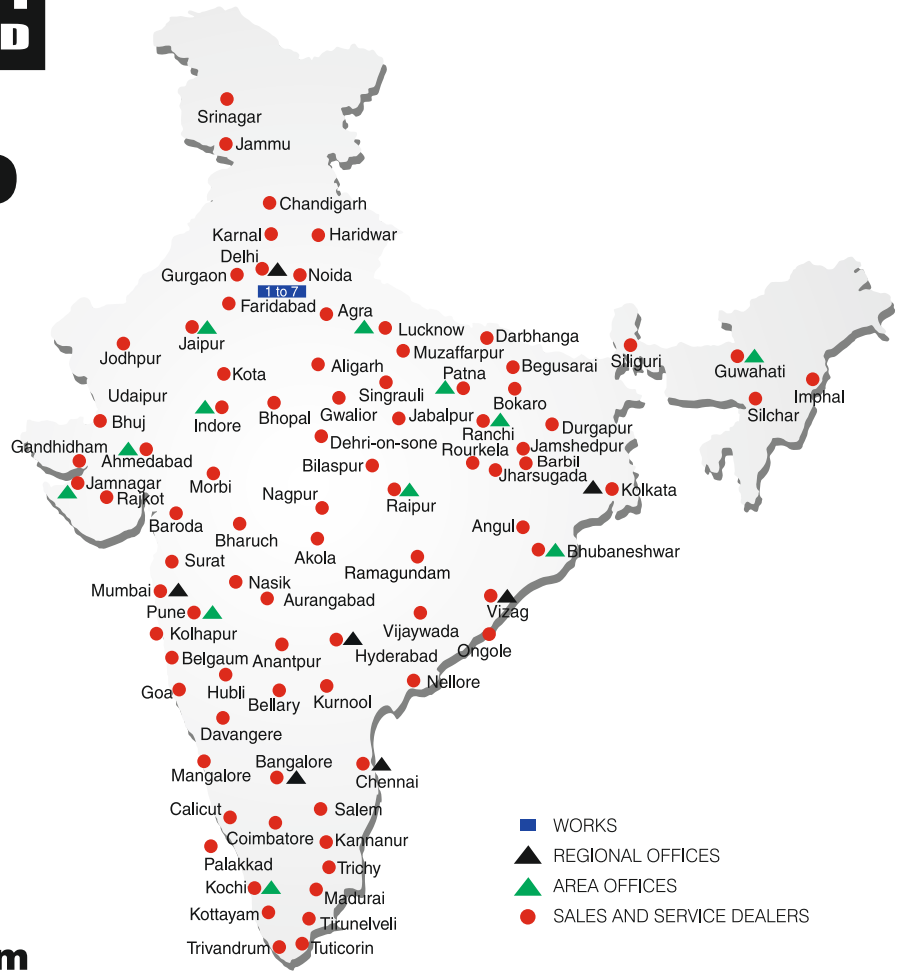 D
Srinagar
Jammu
Chandigarh
Karnal
Haridwar
Delhi
Gurgaon
Noida
1 to 7
Faridabad
Agra
Jaipur
Lucknow
Darbhanga
Jodhpur
Muzaffarpur
Siliguri
Aligarh
Patna
Begusarai
Guwahati
Kota
Singrauli
Imphal
Udaipur
Bokaro
Silchar
Bhuj
Indore
Bhopal
Gwalior
Jabalpur
Ranchi
Durgapur
Gandhidham
Dehri-on-sone
Rourkela
Jamshedpur
Ahmedabad
Bilaspur
Barbil
Jharsugada
Jamnagar
Morbi
Kolkata
Rajkot
Nagpur
Raipur
Baroda
Bharuch
Angul
Akola
Bhubaneshwar
Surat
Ramagundam
Nasik
Mumbai
Aurangabad
Pune
Vizag
Kolhapur
Vijaywada
Ongole
Belgaum
Anantpur
Hyderabad
Goa
Hubli
Nellore
Bellary
Kurnool
Davangere
Mangalore
Bangalore
Chennai
Calicut
Salem
Coimbatore
Kannanur
Palakkad
Trichy
Kochi
Madurai
Kottayam
Tirunelveli
Trivandrum
Tuticorin
WORKS
REGIONAL OFFICES
AREA OFFICES
SALES AND SERVICE DEALERS
m